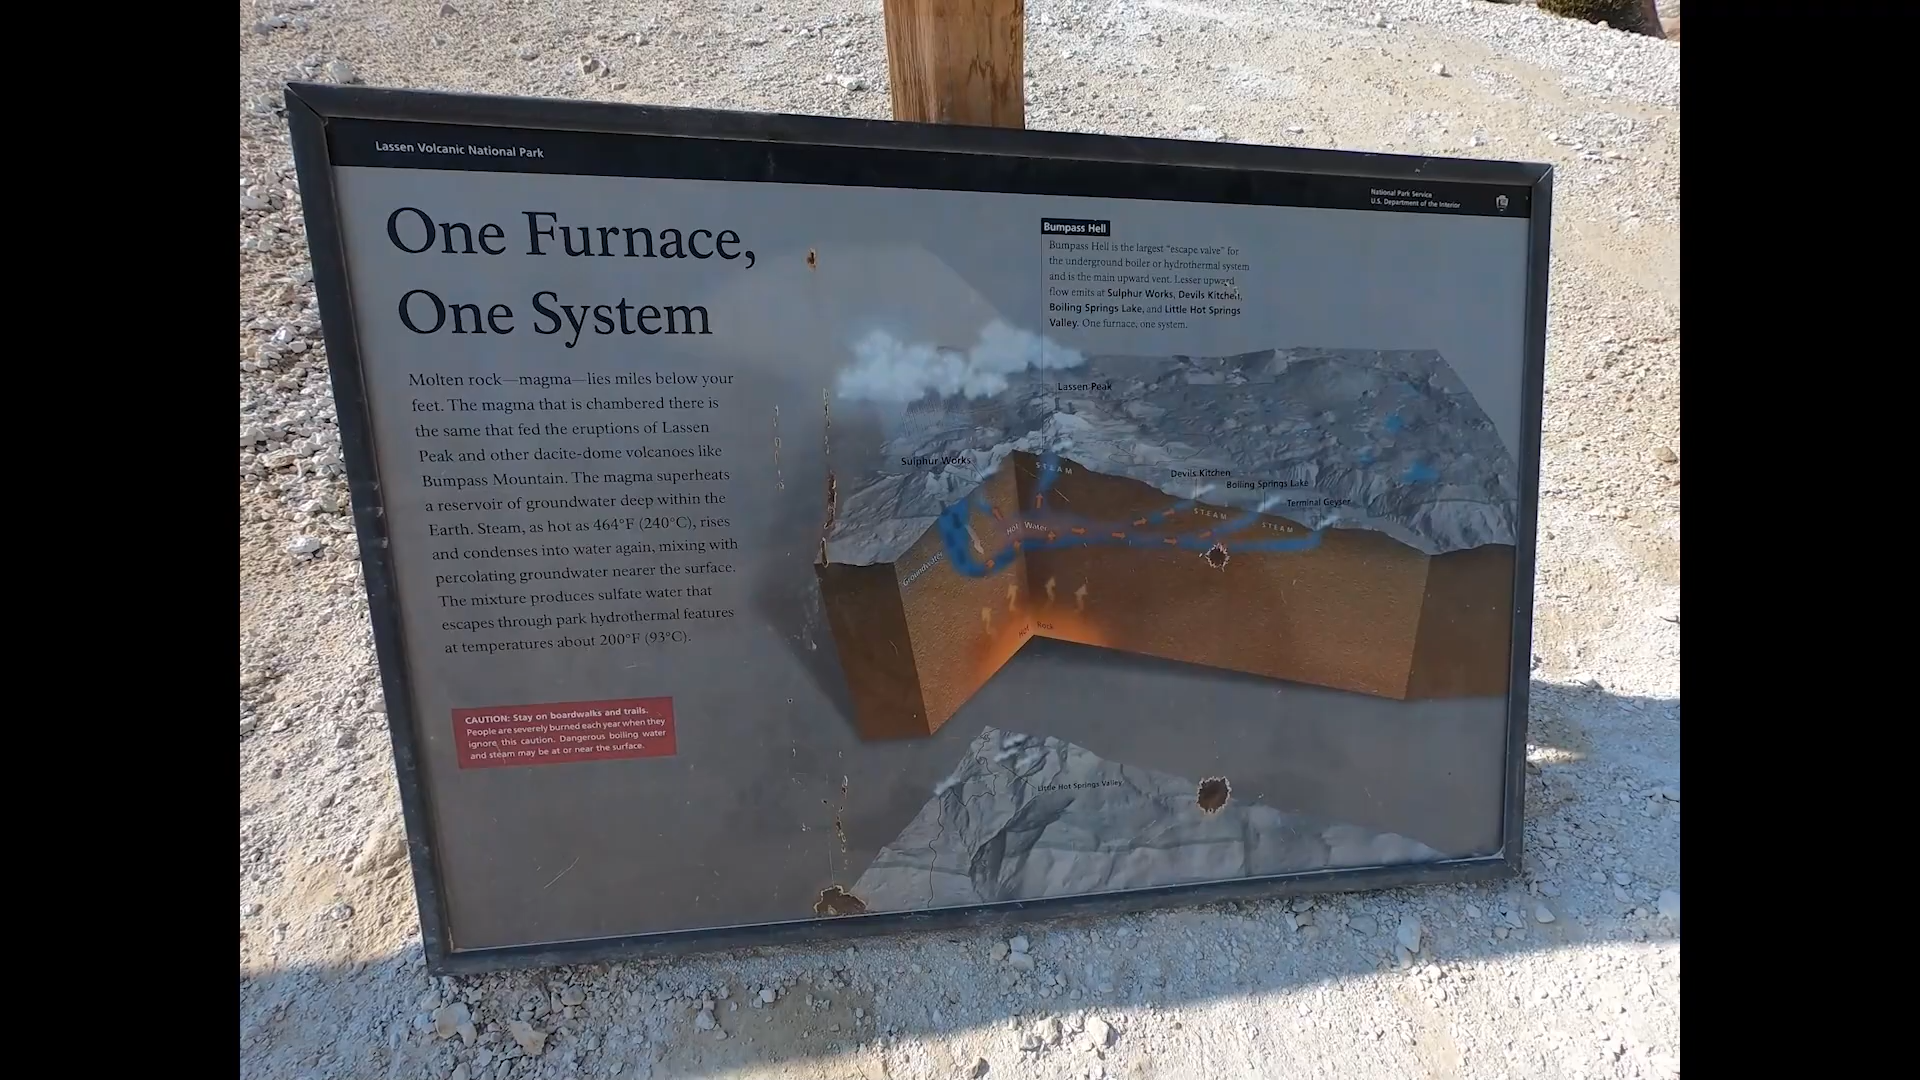 Lassen Volcanic National Park
National Park Service
U.S. Department of the Interior
One Furnace,
One System
Molten rock—magma—lies miles below your
feet. The magma that is chambered there is
the same that fed the eruptions of Lassen
Peak and other dacite-dome volcanoes like
Bumpass Mountain. The magma superheats
a reservoir of groundwater deep within the
Earth. Steam, as hot as 464°F (240°C), rises
and condenses into water again, mixing with
percolating groundwater nearer the surface.
The mixture produces sulfate water that
escapes through park hydrothermal features
at temperatures about 200°F (93°C).
CAUTION: Stay on boardwalks and trails.
People are severely burned each year when they
ignore this caution. Dangerous boiling water
and steam may be at or near the surface.
Bumpass Hell
Bumpass Hell is the largest “escape valve” for
the underground boiler or hydrothermal system
and is the main upward vent. Lesser upward
flow emits at Sulphur Works, Devils Kitchen,
Boiling Springs Lake, and Little Hot Springs
Valley. One furnace, one system.
Lassen Peak
Sulphur Works
STEAM
Devils Kitchen
Boiling Springs Lake
Terminal Geyser
STEAM
STEAM
Hot Water
Groundwater
Hot Rock
Little Hot Springs Valley